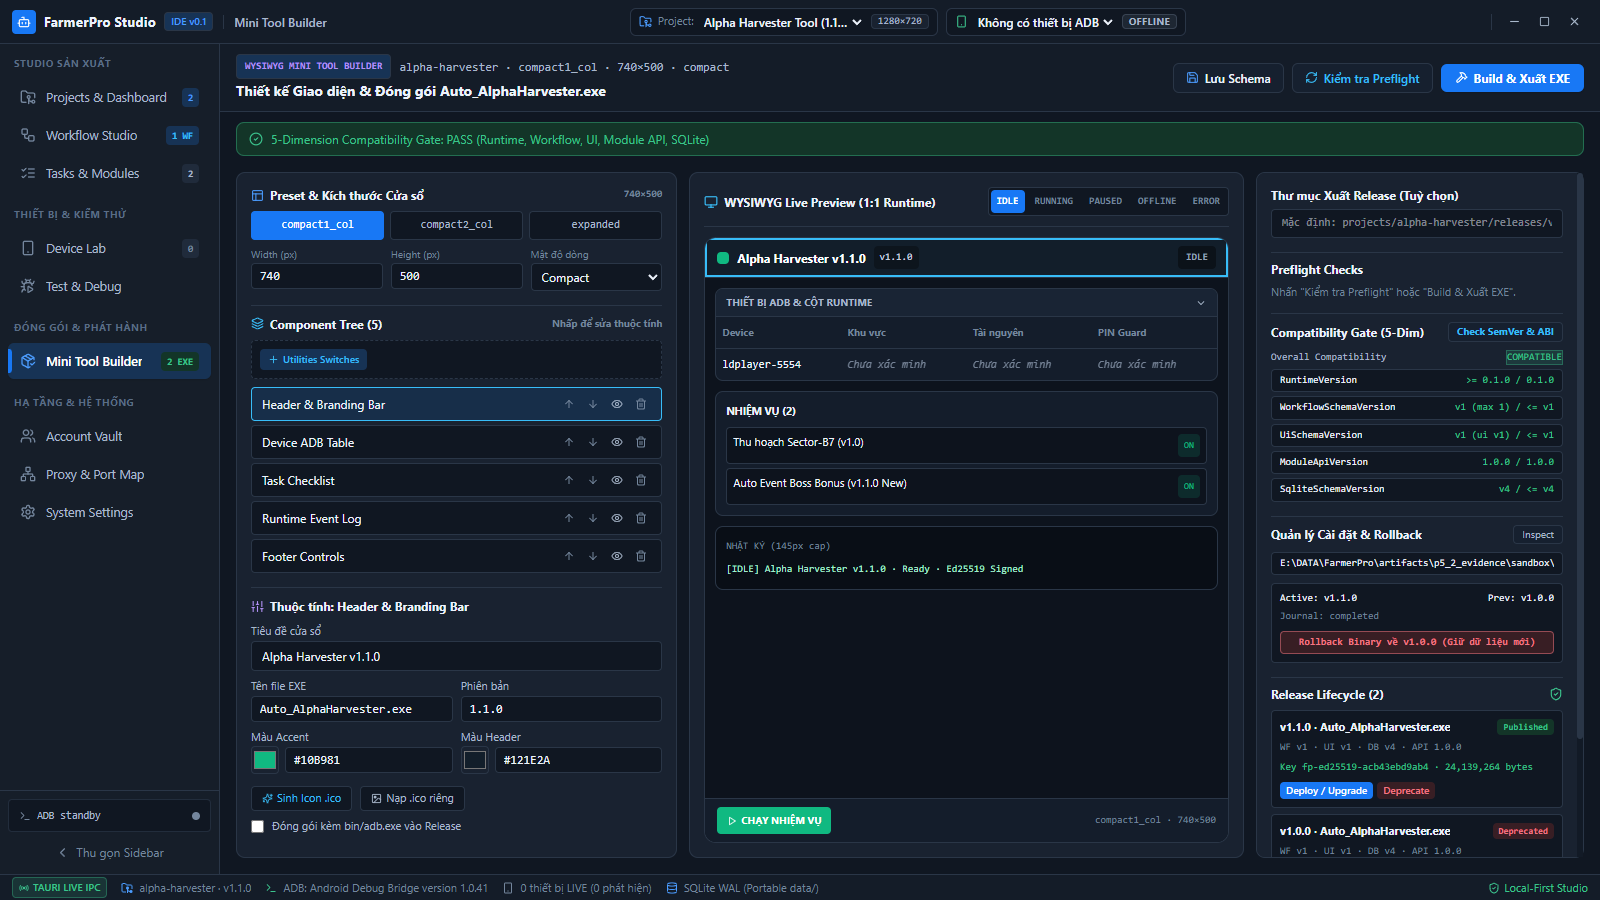 FarmerPro Studio IDE v0.1 Mini Tool Builder Project: Alpha Harvester Tool (1.1... 1280×720 Không có thiết bị ADB OFFLINE
STUDIO SẢN XUẤT
Projects & Dashboard 2
Workflow Studio 1 WF
Tasks & Modules 2
THIẾT BỊ & KIỂM THỬ
Device Lab 0
Test & Debug
ĐÓNG GÓI & PHÁT HÀNH
Mini Tool Builder 2 EXE
HẠ TẦNG & HỆ THỐNG
Account Vault
Proxy & Port Map
System Settings
ADB standby
Thu gọn Sidebar
WYSIWYG MINI TOOL BUILDER alpha-harvester · compact1_col · 740×500 · compact
Thiết kế Giao diện & Đóng gói Auto_AlphaHarvester.exe
Lưu Schema Kiểm tra Preflight Build & Xuất EXE
5-Dimension Compatibility Gate: PASS (Runtime, Workflow, UI, Module API, SQLite)
Preset & Kích thước Cửa sổ 740×500
compact1_col compact2_col expanded
Width (px) Height (px) Mật độ dòng
740 500 Compact
Component Tree (5) Nhấp để sửa thuộc tính
+ Utilities Switches
Header & Branding Bar
Device ADB Table
Task Checklist
Runtime Event Log
Footer Controls
Thuộc tính: Header & Branding Bar
Tiêu đề cửa sổ
Alpha Harvester v1.1.0
Tên file EXE Phiên bản
Auto_AlphaHarvester.exe 1.1.0
Màu Accent Màu Header
#10B981 #121E2A
Sinh Icon .ico Nạp .ico riêng
Đóng gói kèm bin/adb.exe vào Release
WYSIWYG Live Preview (1:1 Runtime) IDLE RUNNING PAUSED OFFLINE ERROR
Alpha Harvester v1.1.0 v1.1.0 IDLE
THIẾT BỊ ADB & CỘT RUNTIME
Device Khu vực Tài nguyên PIN Guard
ldplayer-5554 Chưa xác minh Chưa xác minh Chưa xác minh
NHIỆM VỤ (2)
Thu hoạch Sector-B7 (v1.0) ON
Auto Event Boss Bonus (v1.1.0 New) ON
NHẬT KÝ (145px cap)
[IDLE] Alpha Harvester v1.1.0 · Ready · Ed25519 Signed
CHẠY NHIỆM VỤ compact1_col · 740×500
Thư mục Xuất Release (Tuỳ chọn)
Mặc định: projects/alpha-harvester/releases/v
Preflight Checks
Nhấn "Kiểm tra Preflight" hoặc "Build & Xuất EXE".
Compatibility Gate (5-Dim) Check SemVer & ABI
Overall Compatibility COMPATIBLE
RuntimeVersion >= 0.1.0 / 0.1.0
WorkflowSchemaVersion v1 (max 1) / <= v1
UiSchemaVersion v1 (ui v1) / <= v1
ModuleApiVersion 1.0.0 / 1.0.0
SqliteSchemaVersion v4 / <= v4
Quản lý Cài đặt & Rollback Inspect
E:\DATA\FarmerPro\artifacts\p5_2_evidence\sandbox\
Active: v1.1.0 Prev: v1.0.0
Journal: completed
Rollback Binary về v1.0.0 (Giữ dữ liệu mới)
Release Lifecycle (2)
v1.1.0 · Auto_AlphaHarvester.exe Published
WF v1 · UI v1 · DB v4 · API 1.0.0
Key fp-ed25519-acb43ebd9ab4 · 24,139,264 bytes
Deploy / Upgrade Deprecate
v1.0.0 · Auto_AlphaHarvester.exe Deprecated
WF v1 · UI v1 · DB v4 · API 1.0.0
TAURI LIVE IPC alpha-harvester · v1.1.0 ADB: Android Debug Bridge version 1.0.41 0 thiết bị LIVE (0 phát hiện) SQLite WAL (Portable data/) Local-First Studio